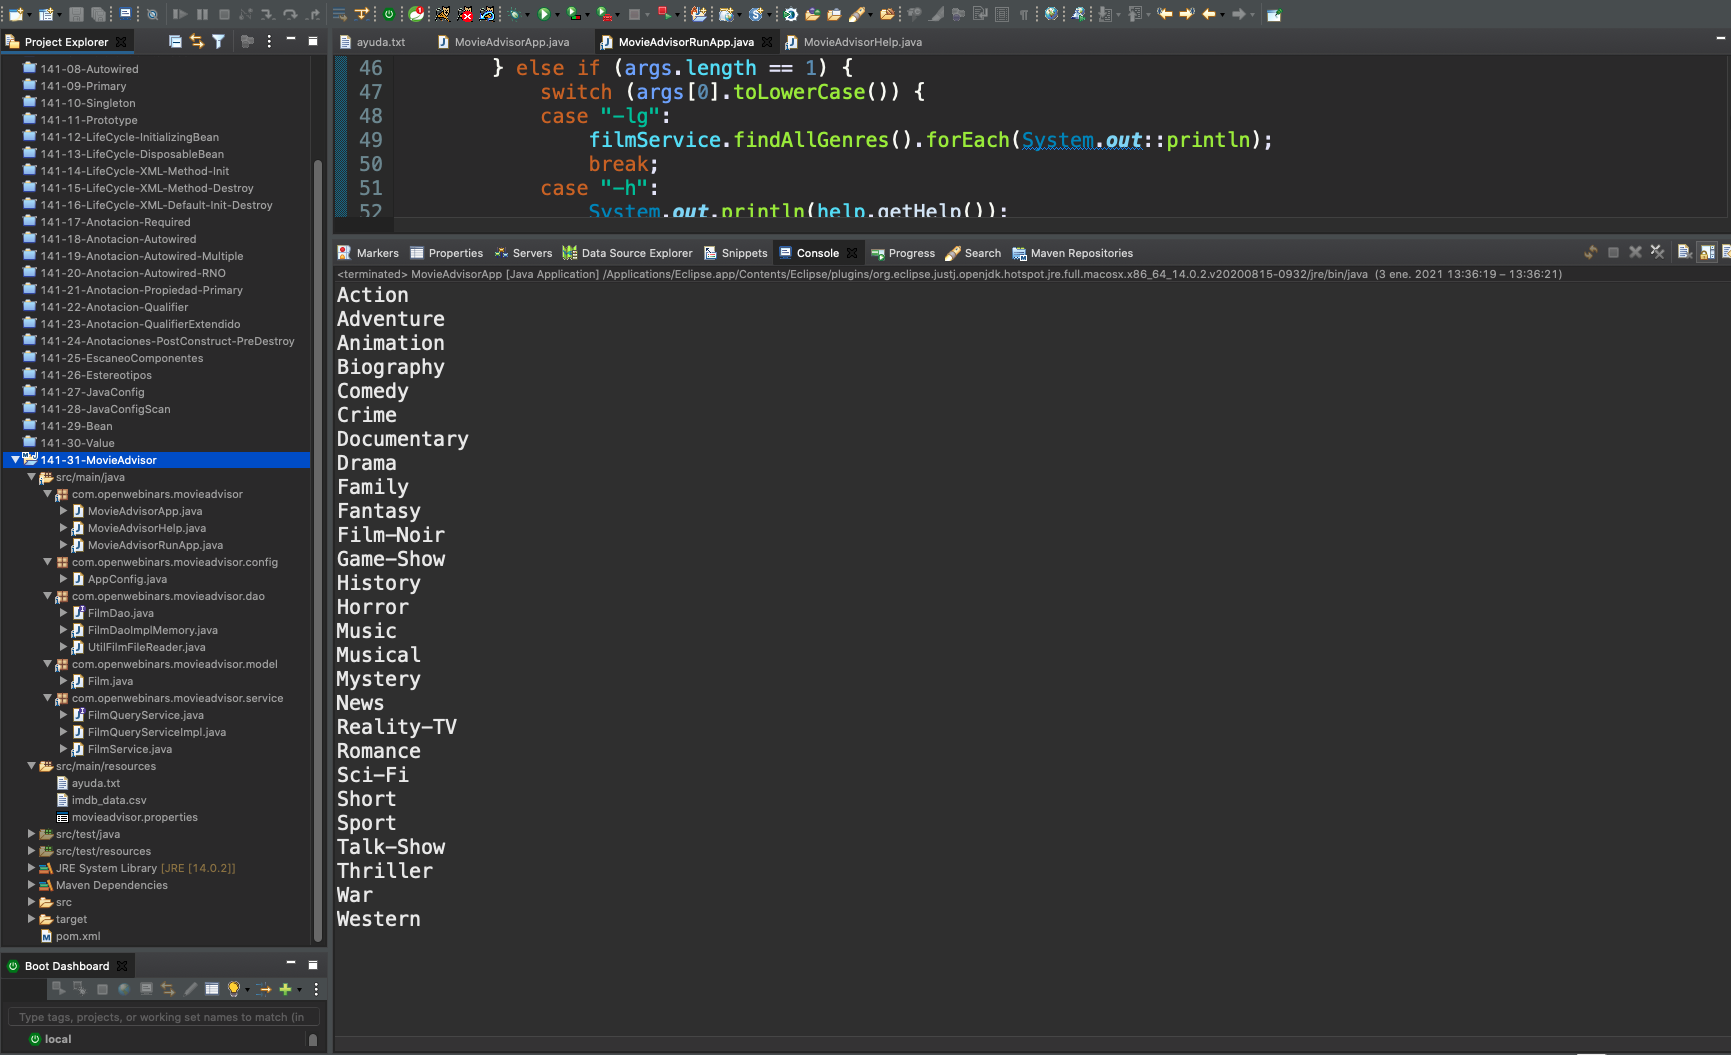 Project Explorer
141-08-Autowired
141-09-Primary
141-10-Singleton
141-11-Prototype
141-12-LifeCycle-InitializingBean
141-13-LifeCycle-DisposableBean
141-14-LifeCycle-XML-Method-Init
141-15-LifeCycle-XML-Method-Destroy
141-16-LifeCycle-XML-Default-Init-Destroy
141-17-Anotacion-Required
141-18-Anotacion-Autowired
141-19-Anotacion-Autowired-Multiple
141-20-Anotacion-Autowired-RNO
141-21-Anotacion-Propiedad-Primary
141-22-Anotacion-Qualifier
141-23-Anotacion-QualifierExtendido
141-24-Anotaciones-PostConstruct-PreDestroy
141-25-EscaneoComponentes
141-26-Estereotipos
141-27-JavaConfig
141-28-JavaConfigScan
141-29-Bean
141-30-Value
141-31-MovieAdvisor
src/main/java
com.openwebinars.movieadvisor
MovieAdvisorApp.java
MovieAdvisorHelp.java
MovieAdvisorRunApp.java
com.openwebinars.movieadvisor.config
AppConfig.java
com.openwebinars.movieadvisor.dao
FilmDao.java
FilmDaoImplMemory.java
UtilFilmFileReader.java
com.openwebinars.movieadvisor.model
Film.java
com.openwebinars.movieadvisor.service
FilmQueryService.java
FilmQueryServiceImpl.java
FilmService.java
src/main/resources
ayuda.txt
imdb_data.csv
movieadvisor.properties
src/test/java
src/test/resources
JRE System Library [JRE [14.0.2]]
Maven Dependencies
src
target
pom.xml
Boot Dashboard
Type tags, projects, or working set names to match (in
local
ayuda.txt MovieAdvisorApp.java MovieAdvisorRunApp.java MovieAdvisorHelp.java
46 } else if (args.length == 1) {
47 switch (args[0].toLowerCase()) {
48 case "-lg":
49 filmService.findAllGenres().forEach(System.out::println);
50 break;
51 case "-h":
52 System.out.println(help.getHelp());
Markers Properties Servers Data Source Explorer Snippets Console Progress Search Maven Repositories
<terminated> MovieAdvisorApp [Java Application] /Applications/Eclipse.app/Contents/Eclipse/plugins/org.eclipse.justj.openjdk.hotspot.jre.full.macosx.x86_64_14.0.2.v20200815-0932/jre/bin/java (3 ene. 2021 13:36:19 – 13:36:21)
Action
Adventure
Animation
Biography
Comedy
Crime
Documentary
Drama
Family
Fantasy
Film-Noir
Game-Show
History
Horror
Music
Musical
Mystery
News
Reality-TV
Romance
Sci-Fi
Short
Sport
Talk-Show
Thriller
War
Western